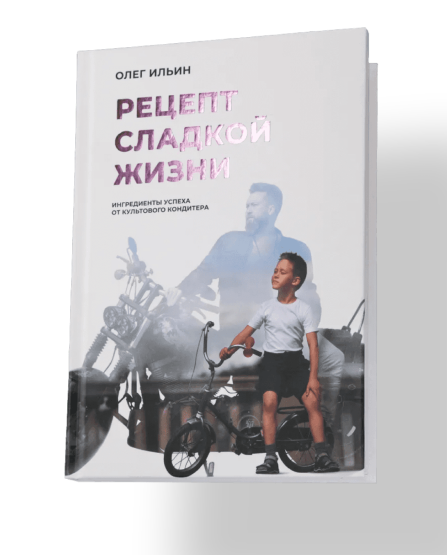 ОЛЕГ ИЛЬИН
РЕЦЕПТ
СЛАДКОЙ
ЖИЗНИ
ИНГРЕДИЕНТЫ УСПЕХА
ОТ КУЛЬТОВОГО КОНДИТЕРА